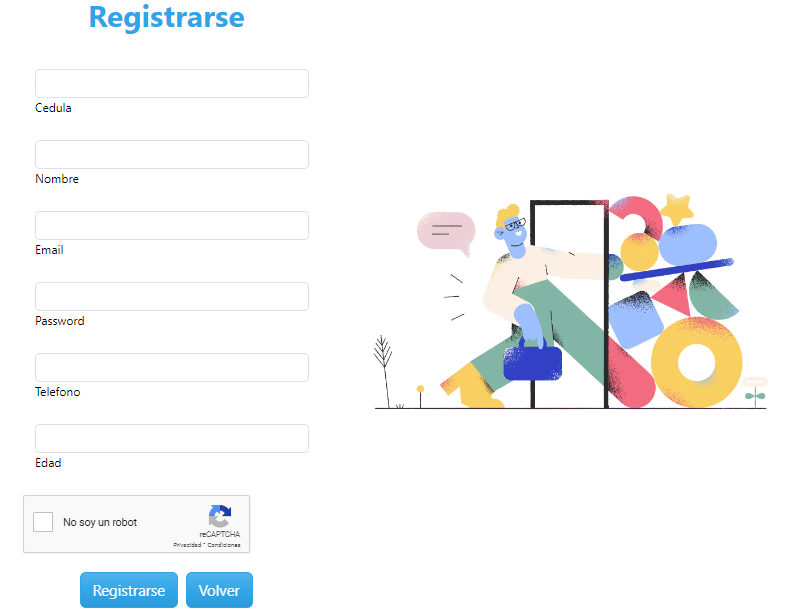 Registrarse
Cedula
Nombre
Email
Password
Telefono
Edad
No soy un robot
reCAPTCHA
Privacidad * Condiciones
Registrarse
Volver